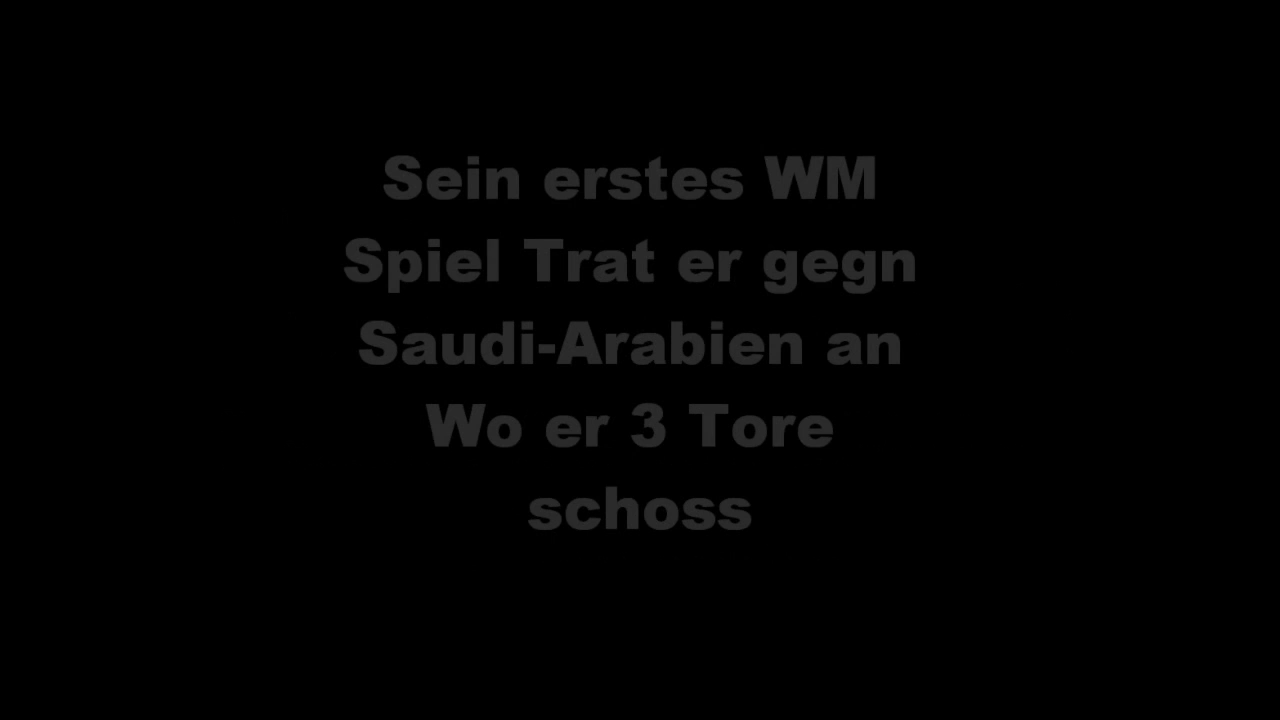 Sein erstes WM
Spiel Trat er gegn
Saudi-Arabien an
Wo er 3 Tore
schoss